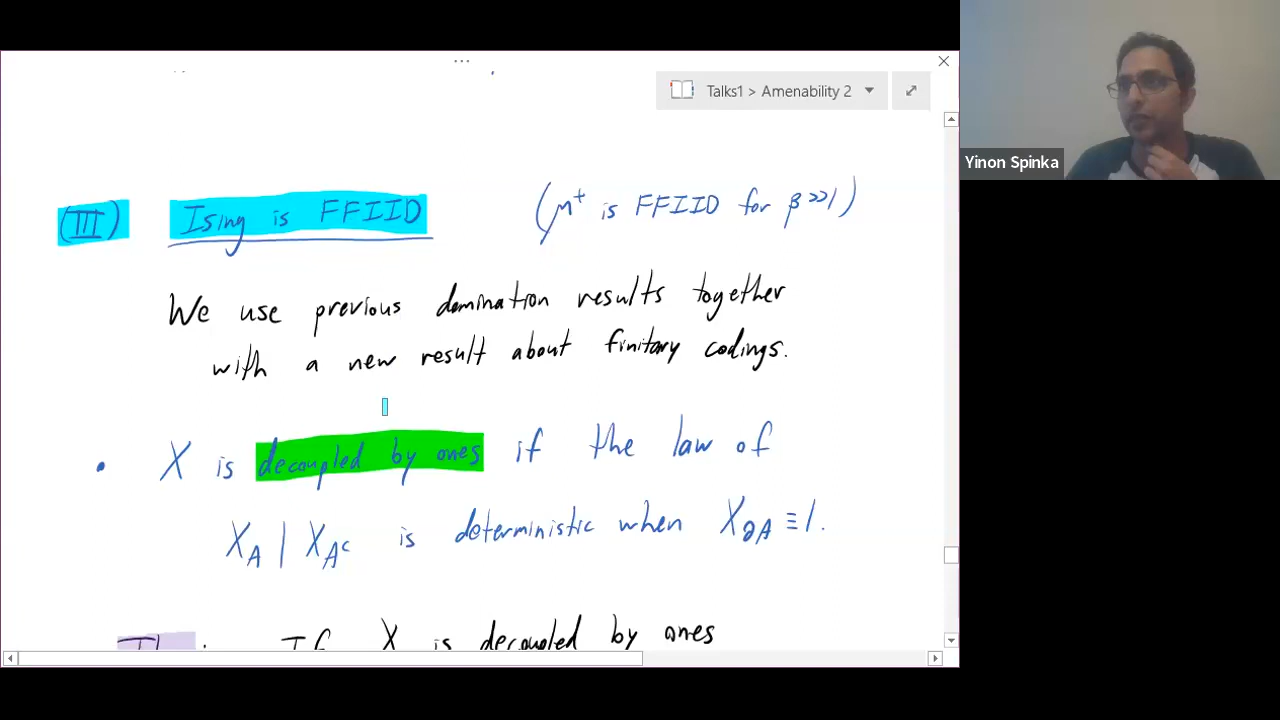 Talks1 > Amenability 2
Yinon Spinka
(III) Ising is FFIID (μ⁺ is FFIID for β>>1)
We use previous domination results together
with a new result about finitary codings.
• X is decoupled by ones if the law of
X_A | X_{A^c} is deterministic when X_{∂A} ≡ 1.
If X is decoupled by ones